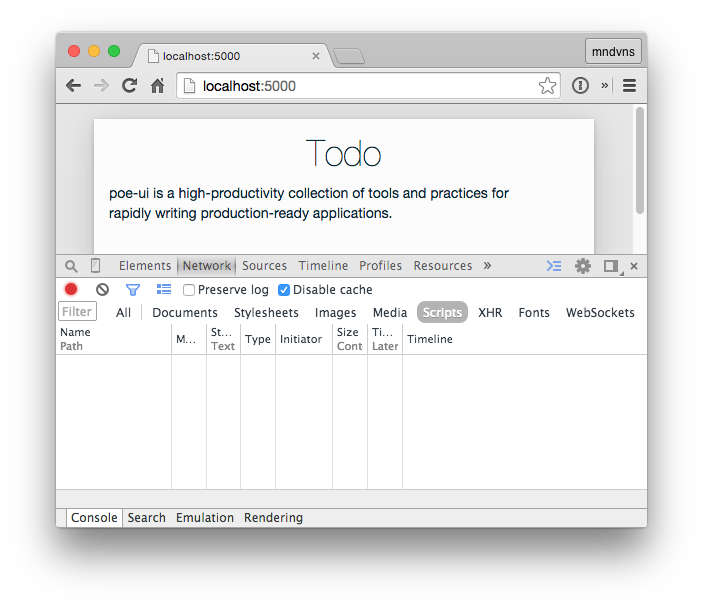 localhost:5000
mndvns
localhost:5000
Todo
poe-ui is a high-productivity collection of tools and practices for
rapidly writing production-ready applications.
Elements Network Sources Timeline Profiles Resources »
Preserve log Disable cache
Filter All Documents Stylesheets Images Media Scripts XHR Fonts WebSockets
Name
Path
M...
St...
Text
Type
Initiator
Size
Cont
Ti...
Later
Timeline
Console Search Emulation Rendering